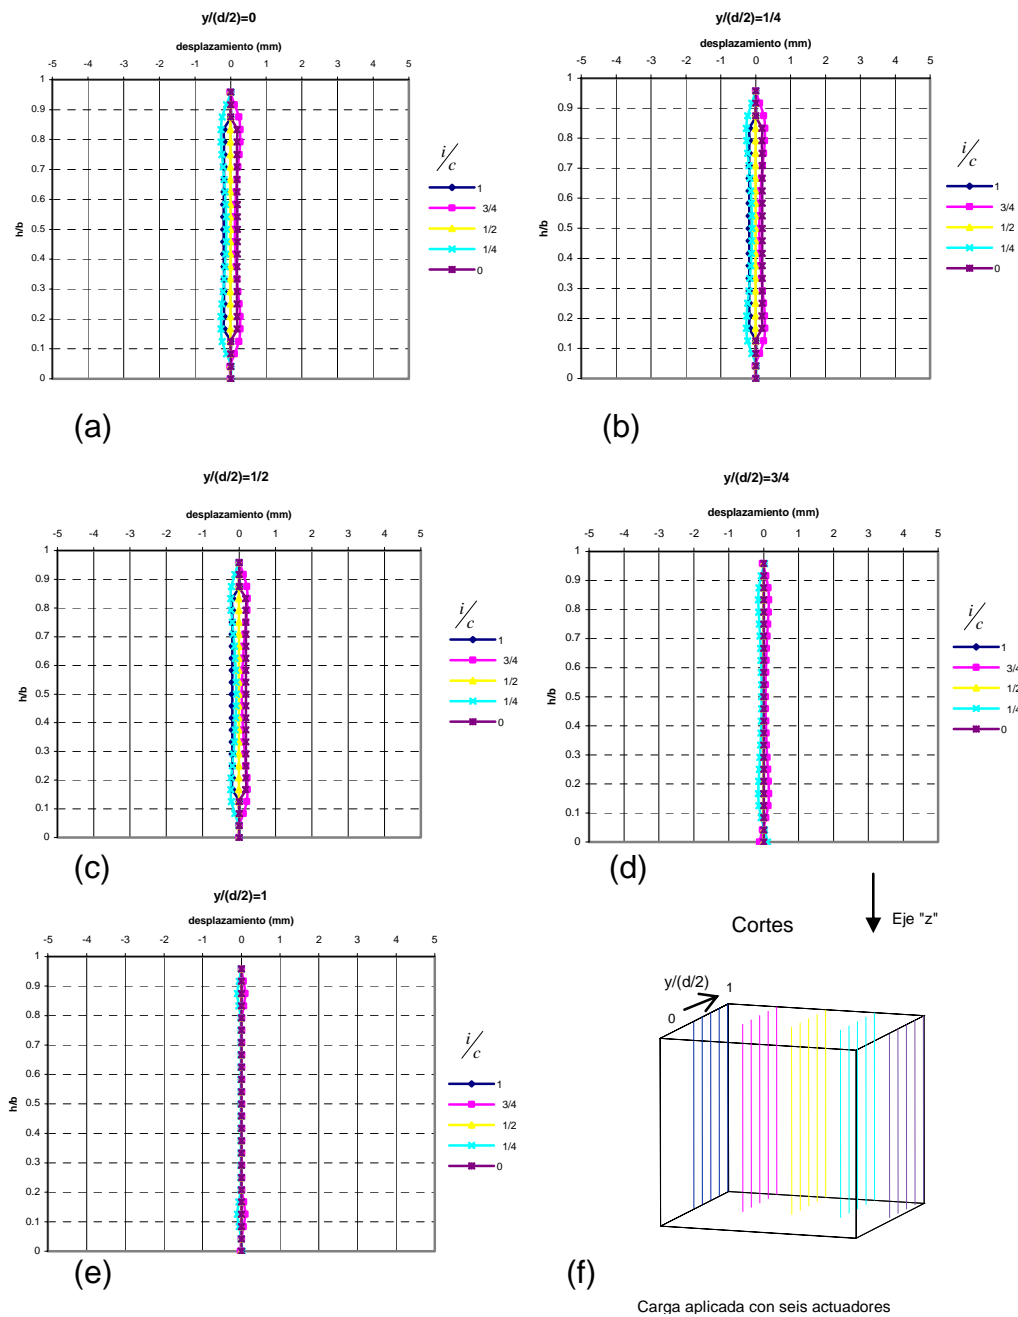 y/(d/2)=0
desplazamiento (mm)
-5 -4 -3 -2 -1 0 1 2 3 4 5
1
0.9
0.8
0.7
0.6
0.5
0.4
0.3
0.2
0.1
0
h/b
i/c
1
3/4
1/2
1/4
0
(a)
y/(d/2)=1/4
desplazamiento (mm)
-5 -4 -3 -2 -1 0 1 2 3 4 5
1
0.9
0.8
0.7
0.6
0.5
0.4
0.3
0.2
0.1
0
h/b
i/c
1
3/4
1/2
1/4
0
(b)
y/(d/2)=1/2
desplazamiento (mm)
-5 -4 -3 -2 -1 0 1 2 3 4 5
1
0.9
0.8
0.7
0.6
0.5
0.4
0.3
0.2
0.1
0
h/b
i/c
1
3/4
1/2
1/4
0
(c)
y/(d/2)=3/4
desplazamiento (mm)
-5 -4 -3 -2 -1 0 1 2 3 4 5
1
0.9
0.8
0.7
0.6
0.5
0.4
0.3
0.2
0.1
0
h/b
i/c
1
3/4
1/2
1/4
0
(d)
y/(d/2)=1
desplazamiento (mm)
-5 -4 -3 -2 -1 0 1 2 3 4 5
1
0.9
0.8
0.7
0.6
0.5
0.4
0.3
0.2
0.1
0
h/b
i/c
1
3/4
1/2
1/4
0
(e)
Cortes
Eje "z"
y/(d/2)
0
1
(f)
Carga aplicada con seis actuadores